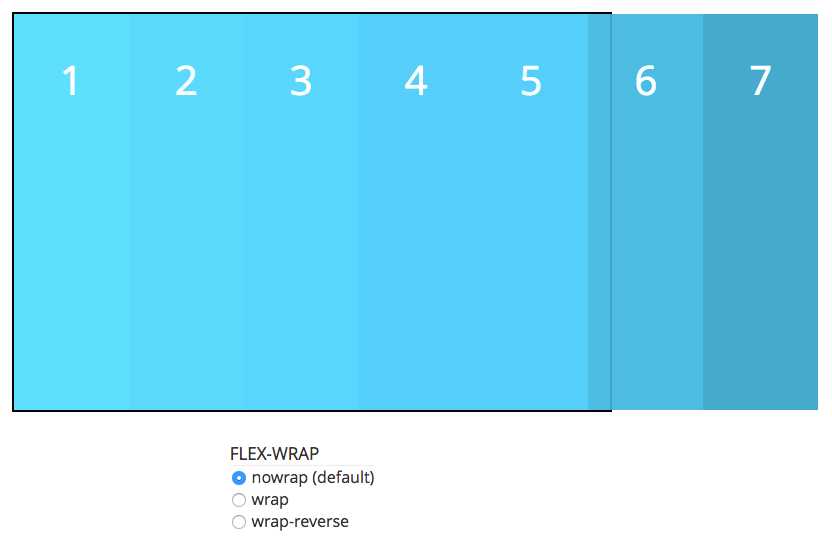 1 2 3 4 5 6 7
FLEX-WRAP
nowrap (default)
wrap
wrap-reverse